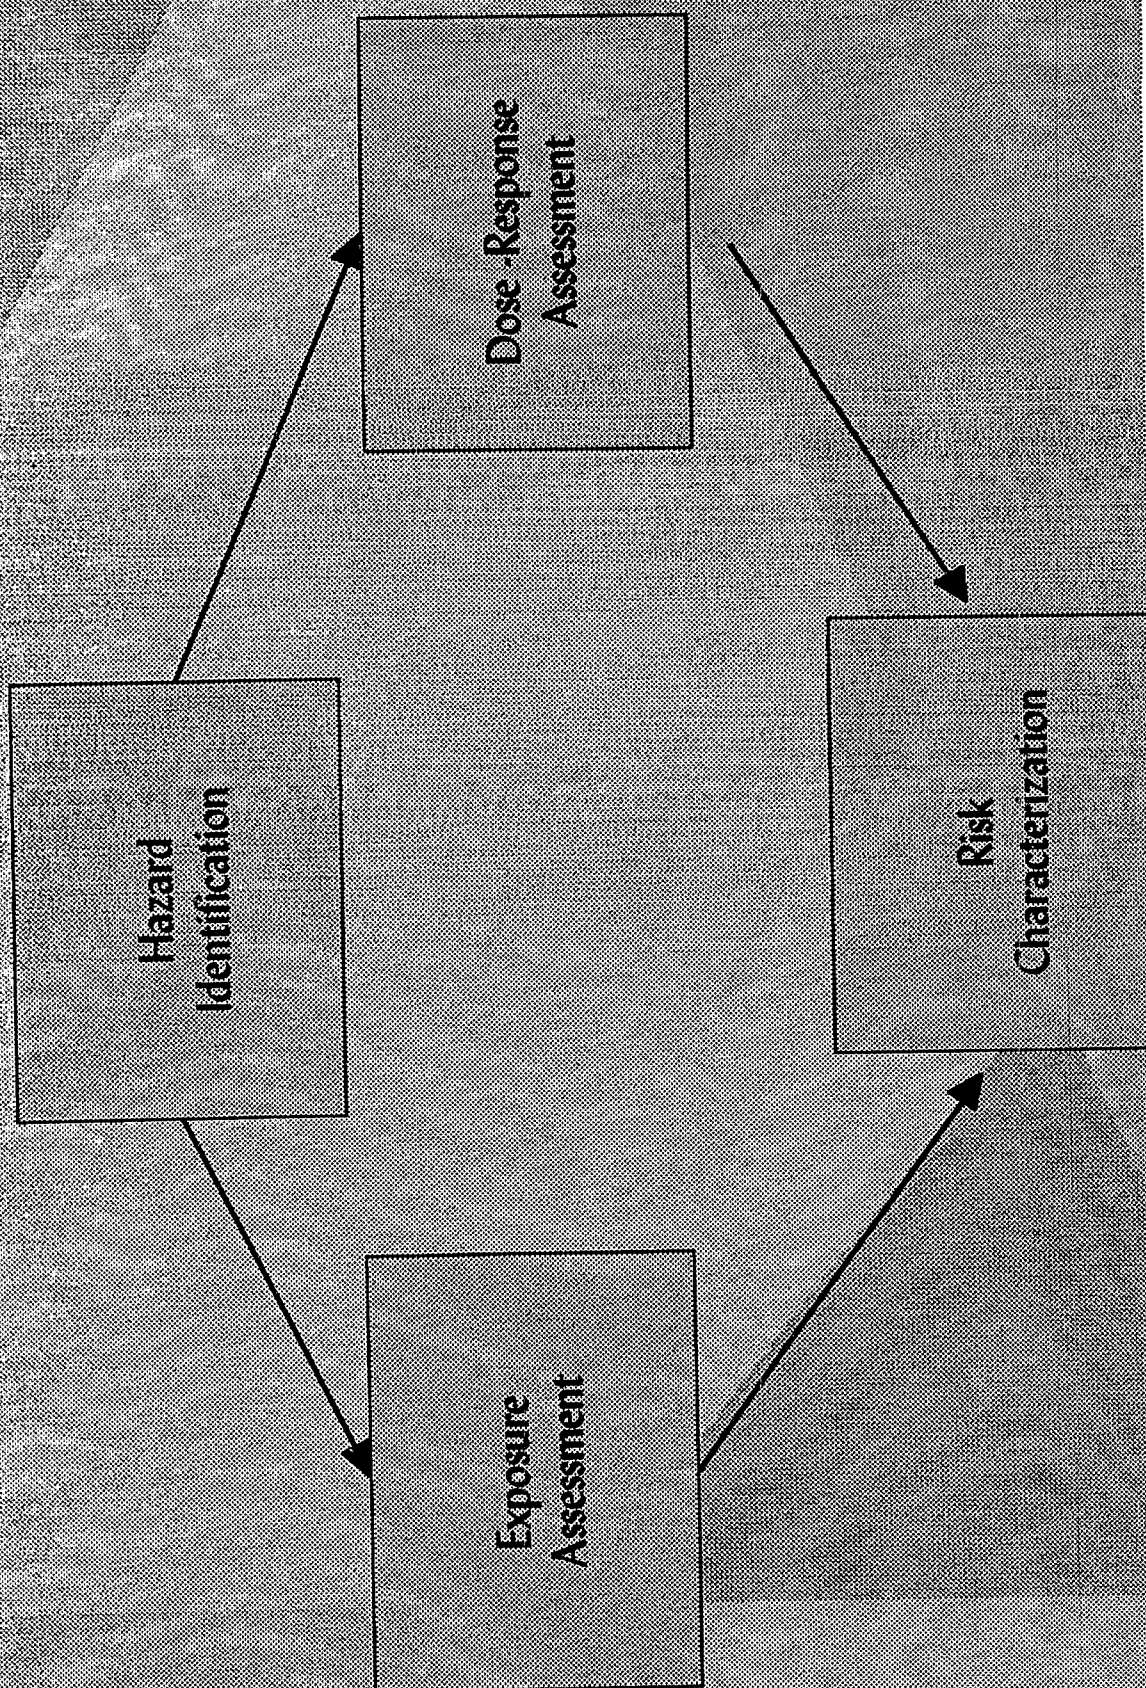 Hazard
Identification
Exposure
Assessment
Dose -Response
Assessment
Risk
Characterization